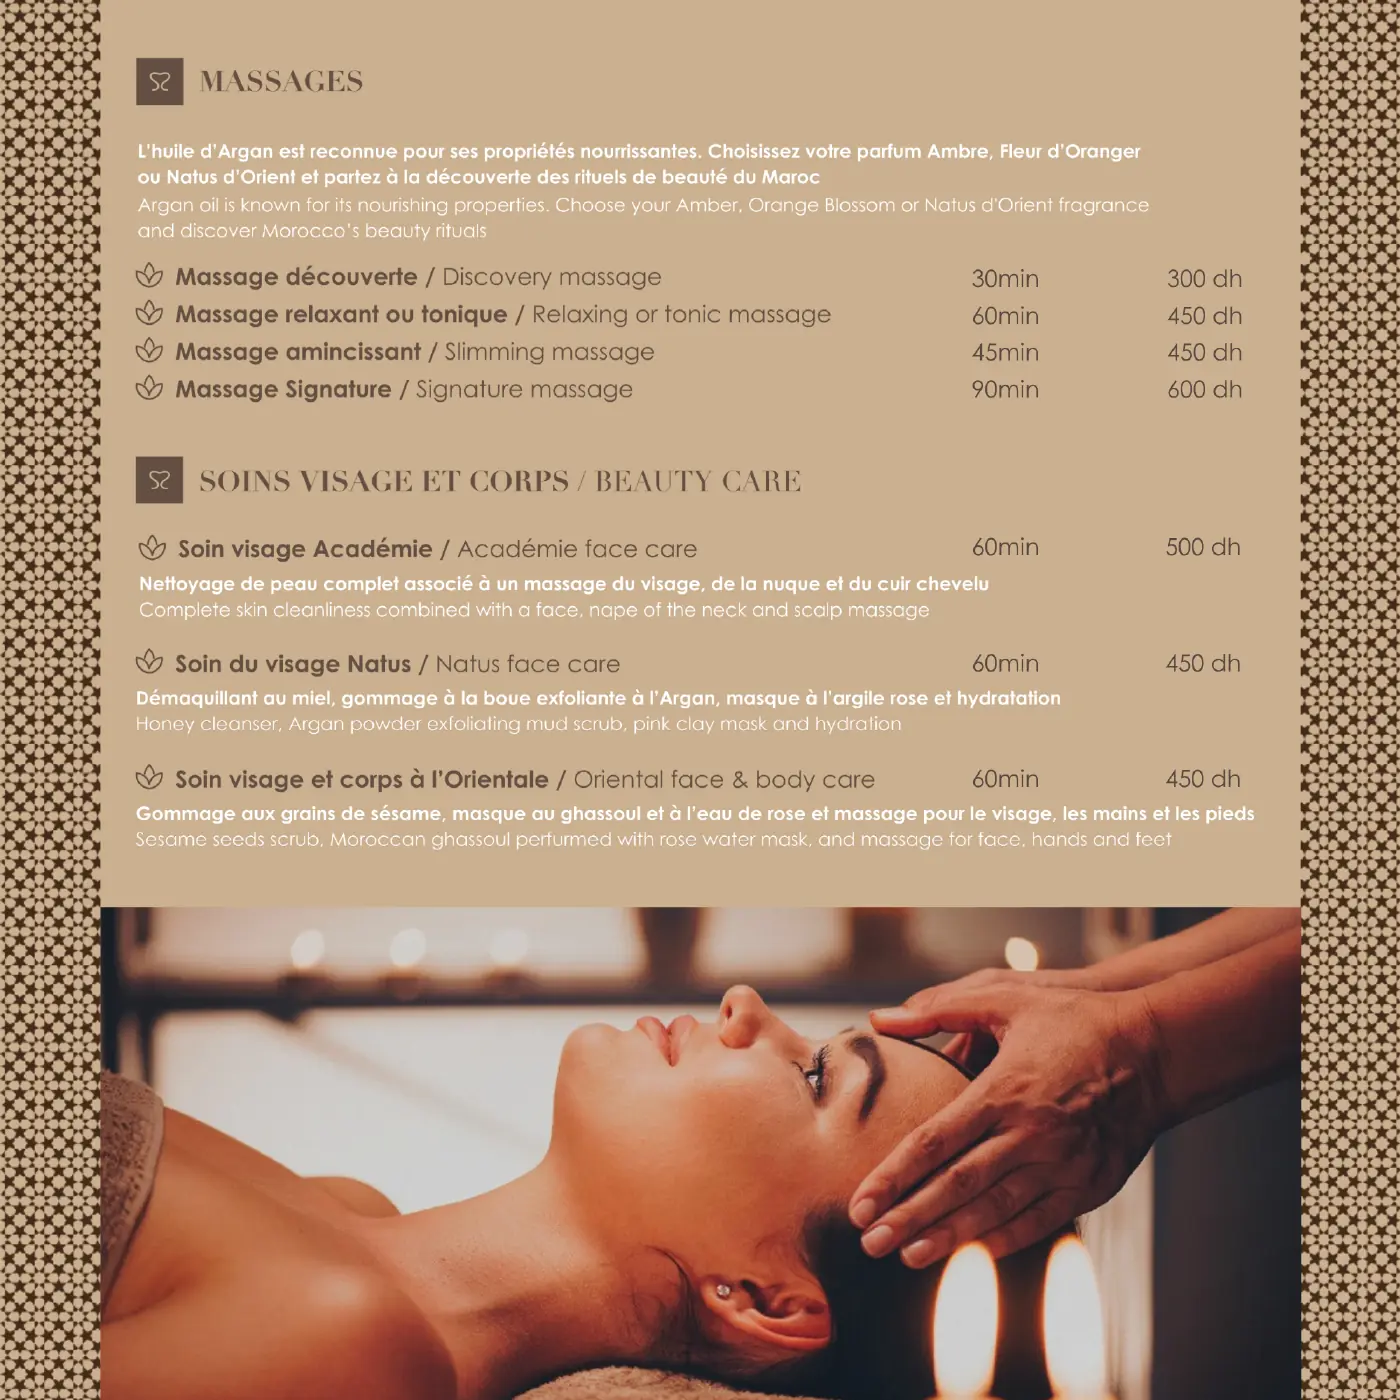 MASSAGES
L'huile d'Argan est reconnue pour ses propriétés nourrissantes. Choisissez votre parfum Ambre, Fleur d'Oranger
ou Natus d'Orient et partez à la découverte des rituels de beauté du Maroc
Argan oil is known for its nourishing properties. Choose your Amber, Orange Blossom or Natus d'Orient fragrance
and discover Morocco's beauty rituals
Massage découverte / Discovery massage 30min 300 dh
Massage relaxant ou tonique / Relaxing or tonic massage 60min 450 dh
Massage amincissant / Slimming massage 45min 450 dh
Massage Signature / Signature massage 90min 600 dh
SOINS VISAGE ET CORPS / BEAUTY CARE
Soin visage Académie / Académie face care 60min 500 dh
Nettoyage de peau complet associé à un massage du visage, de la nuque et du cuir chevelu
Complete skin cleanliness combined with a face, nape of the neck and scalp massage
Soin du visage Natus / Natus face care 60min 450 dh
Démaquillant au miel, gommage à la boue exfoliante à l'Argan, masque à l'argile rose et hydratation
Honey cleanser, Argan powder exfoliating mud scrub, pink clay mask and hydration
Soin visage et corps à l'Orientale / Oriental face & body care 60min 450 dh
Gommage aux grains de sésame, masque au ghassoul et à l'eau de rose et massage pour le visage, les mains et les pieds
Sesame seeds scrub, Moroccan ghassoul perfurmed with rose water mask, and massage for face, hands and feet